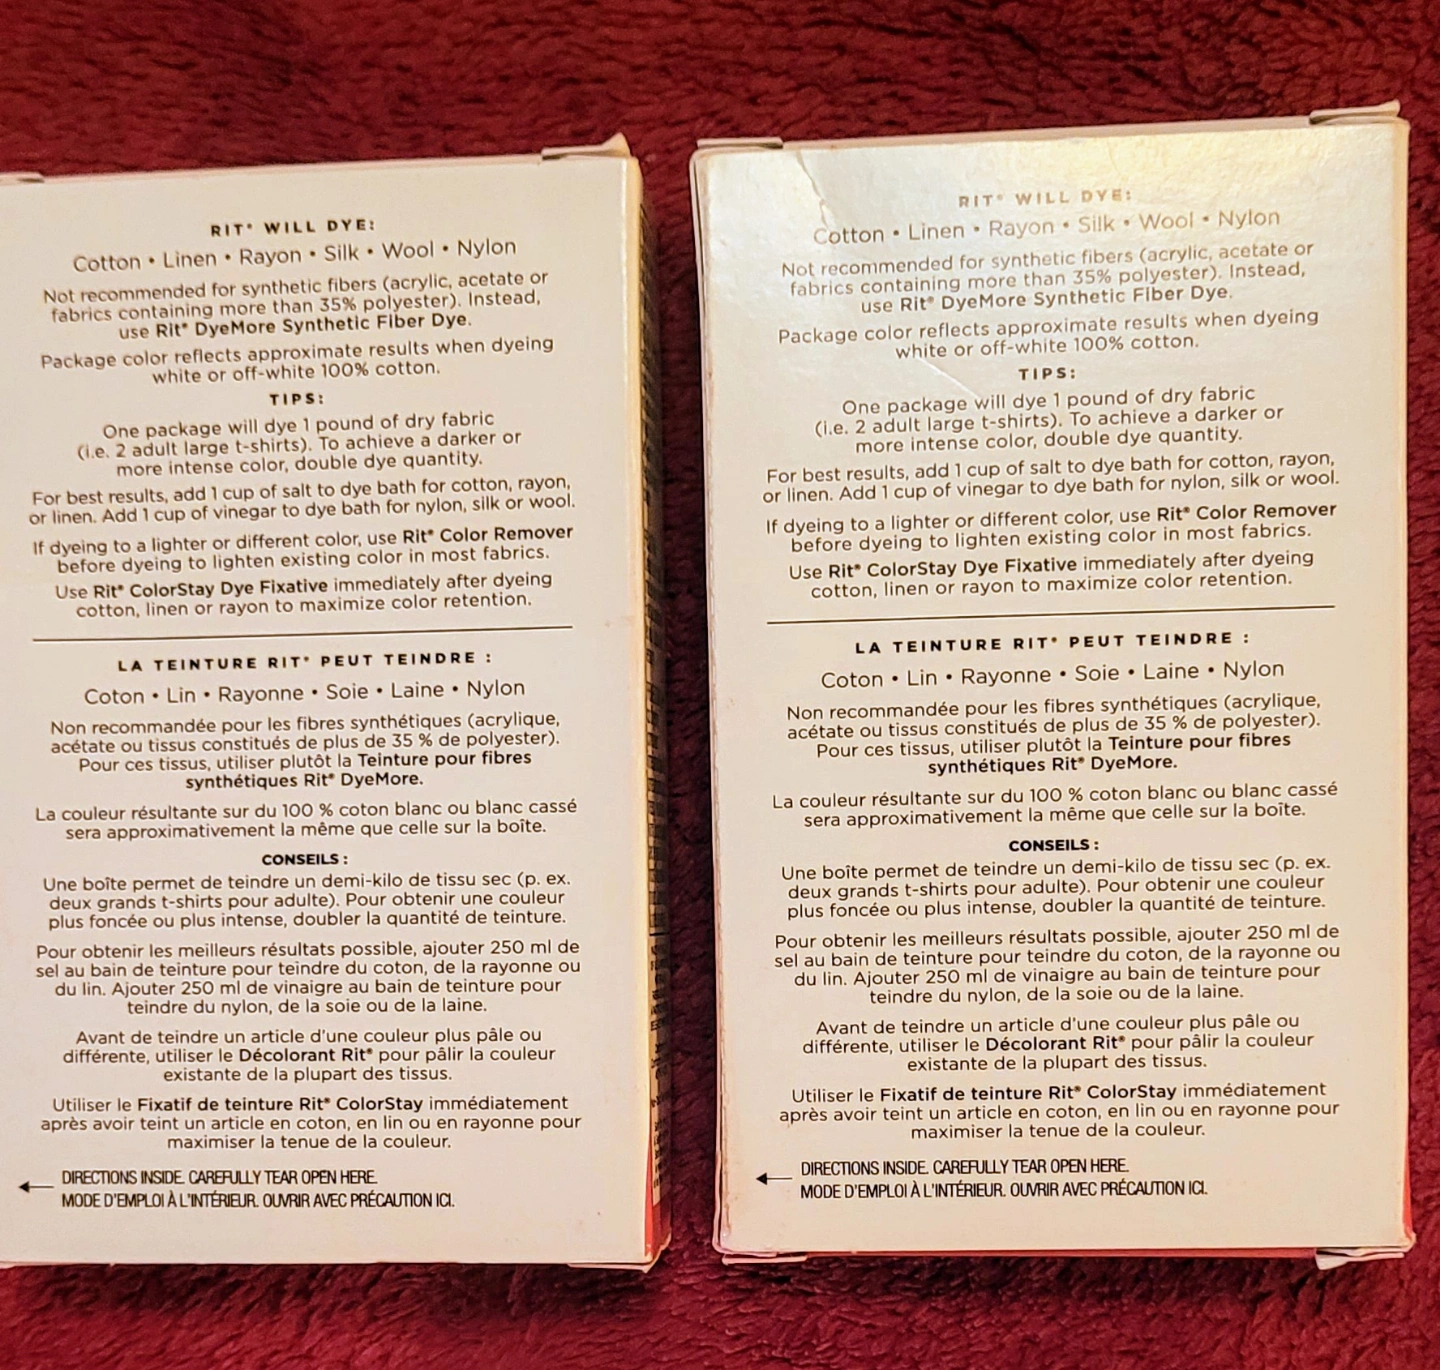 RIT® WILL DYE:
Cotton • Linen • Rayon • Silk • Wool • Nylon
Not recommended for synthetic fibers (acrylic, acetate or
fabrics containing more than 35% polyester). Instead,
use Rit® DyeMore Synthetic Fiber Dye.
Package color reflects approximate results when dyeing
white or off-white 100% cotton.
TIPS:
One package will dye 1 pound of dry fabric
(i.e. 2 adult large t-shirts). To achieve a darker or
more intense color, double dye quantity.
For best results, add 1 cup of salt to dye bath for cotton, rayon,
or linen. Add 1 cup of vinegar to dye bath for nylon, silk or wool.
If dyeing to a lighter or different color, use Rit® Color Remover
before dyeing to lighten existing color in most fabrics.
Use Rit® ColorStay Dye Fixative immediately after dyeing
cotton, linen or rayon to maximize color retention.
LA TEINTURE RIT® PEUT TEINDRE :
Coton • Lin • Rayonne • Soie • Laine • Nylon
Non recommandée pour les fibres synthétiques (acrylique,
acétate ou tissus constitués de plus de 35 % de polyester).
Pour ces tissus, utiliser plutôt la Teinture pour fibres
synthétiques Rit® DyeMore.
La couleur résultante sur du 100 % coton blanc ou blanc cassé
sera approximativement la même que celle sur la boîte.
CONSEILS :
Une boîte permet de teindre un demi-kilo de tissu sec (p. ex.
deux grands t-shirts pour adulte). Pour obtenir une couleur
plus foncée ou plus intense, doubler la quantité de teinture.
Pour obtenir les meilleurs résultats possible, ajouter 250 ml de
sel au bain de teinture pour teindre du coton, de la rayonne ou
du lin. Ajouter 250 ml de vinaigre au bain de teinture pour
teindre du nylon, de la soie ou de la laine.
Avant de teindre un article d'une couleur plus pâle ou
différente, utiliser le Décolorant Rit® pour pâlir la couleur
existante de la plupart des tissus.
Utiliser le Fixatif de teinture Rit® ColorStay immédiatement
après avoir teint un article en coton, en lin ou en rayonne pour
maximiser la tenue de la couleur.
DIRECTIONS INSIDE. CAREFULLY TEAR OPEN HERE.
MODE D'EMPLOI À L'INTÉRIEUR. OUVRIR AVEC PRÉCAUTION ICI.
RIT® WILL DYE:
Cotton • Linen • Rayon • Silk • Wool • Nylon
Not recommended for synthetic fibers (acrylic, acetate or
fabrics containing more than 35% polyester). Instead,
use Rit® DyeMore Synthetic Fiber Dye.
Package color reflects approximate results when dyeing
white or off-white 100% cotton.
TIPS:
One package will dye 1 pound of dry fabric
(i.e. 2 adult large t-shirts). To achieve a darker or
more intense color, double dye quantity.
For best results, add 1 cup of salt to dye bath for cotton, rayon,
or linen. Add 1 cup of vinegar to dye bath for nylon, silk or wool.
If dyeing to a lighter or different color, use Rit® Color Remover
before dyeing to lighten existing color in most fabrics.
Use Rit® ColorStay Dye Fixative immediately after dyeing
cotton, linen or rayon to maximize color retention.
LA TEINTURE RIT® PEUT TEINDRE :
Coton • Lin • Rayonne • Soie • Laine • Nylon
Non recommandée pour les fibres synthétiques (acrylique,
acétate ou tissus constitués de plus de 35 % de polyester).
Pour ces tissus, utiliser plutôt la Teinture pour fibres
synthétiques Rit® DyeMore.
La couleur résultante sur du 100 % coton blanc ou blanc cassé
sera approximativement la même que celle sur la boîte.
CONSEILS :
Une boîte permet de teindre un demi-kilo de tissu sec (p. ex.
deux grands t-shirts pour adulte). Pour obtenir une couleur
plus foncée ou plus intense, doubler la quantité de teinture.
Pour obtenir les meilleurs résultats possible, ajouter 250 ml de
sel au bain de teinture pour teindre du coton, de la rayonne ou
du lin. Ajouter 250 ml de vinaigre au bain de teinture pour
teindre du nylon, de la soie ou de la laine.
Avant de teindre un article d'une couleur plus pâle ou
différente, utiliser le Décolorant Rit® pour pâlir la couleur
existante de la plupart des tissus.
Utiliser le Fixatif de teinture Rit® ColorStay immédiatement
après avoir teint un article en coton, en lin ou en rayonne pour
maximiser la tenue de la couleur.
DIRECTIONS INSIDE. CAREFULLY TEAR OPEN HERE.
MODE D'EMPLOI À L'INTÉRIEUR. OUVRIR AVEC PRÉCAUTION ICI.